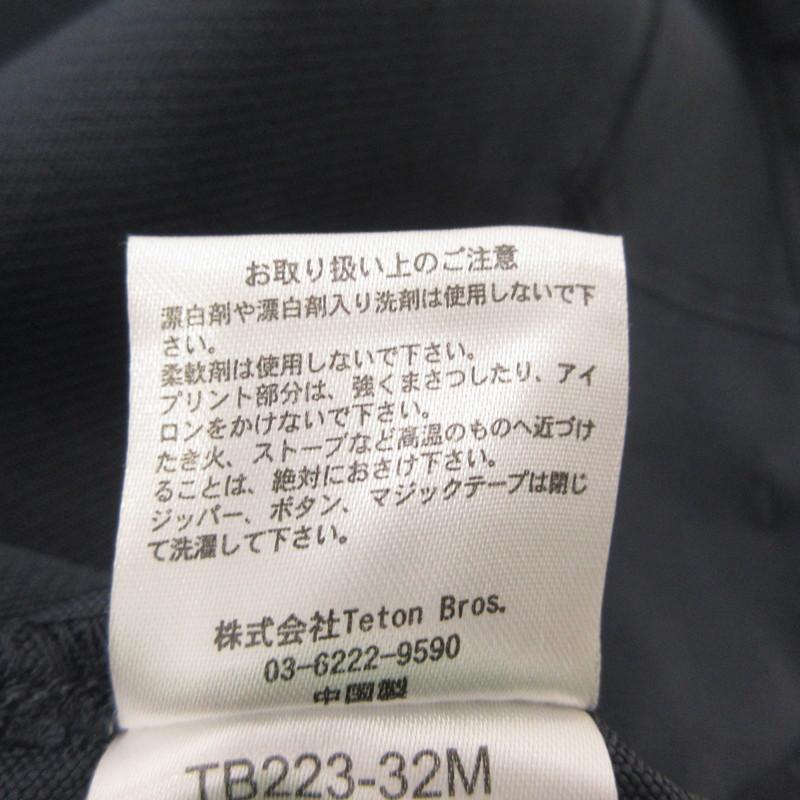 お取り扱い上のご注意
漂白剤や漂白剤入り洗剤は使用しないで下
さい。
柔軟剤は使用しないで下さい。
プリント部分は、強くまさつしたり、アイ
ロンをかけないで下さい。
たき火、ストーブなど高温のものへ近づけ
ることは、絶対におさけ下さい。
ジッパー、ボタン、マジックテープは閉じ
て洗濯して下さい。
株式会社Teton Bros.
03-6222-9590
中国製
TB223-32M